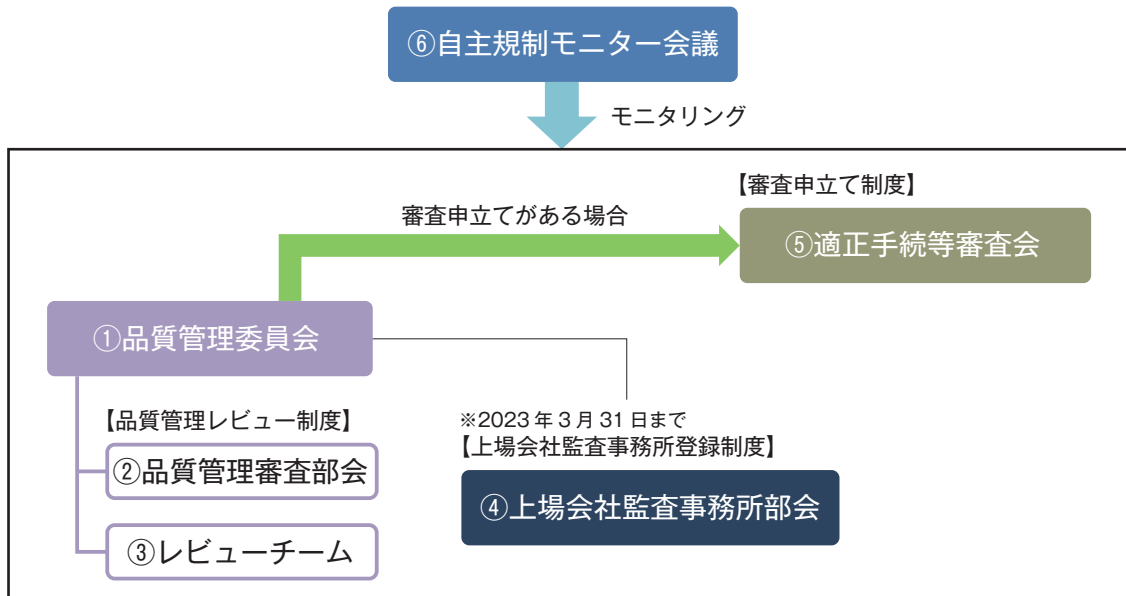 ⑥自主規制モニター会議
モニタリング
【審査申立て制度】
審査申立てがある場合
⑤適正手続等審査会
①品質管理委員会
【品質管理レビュー制度】
②品質管理審査部会
③レビューチーム
※2023年3月31日まで
【上場会社監査事務所登録制度】
④上場会社監査事務所部会